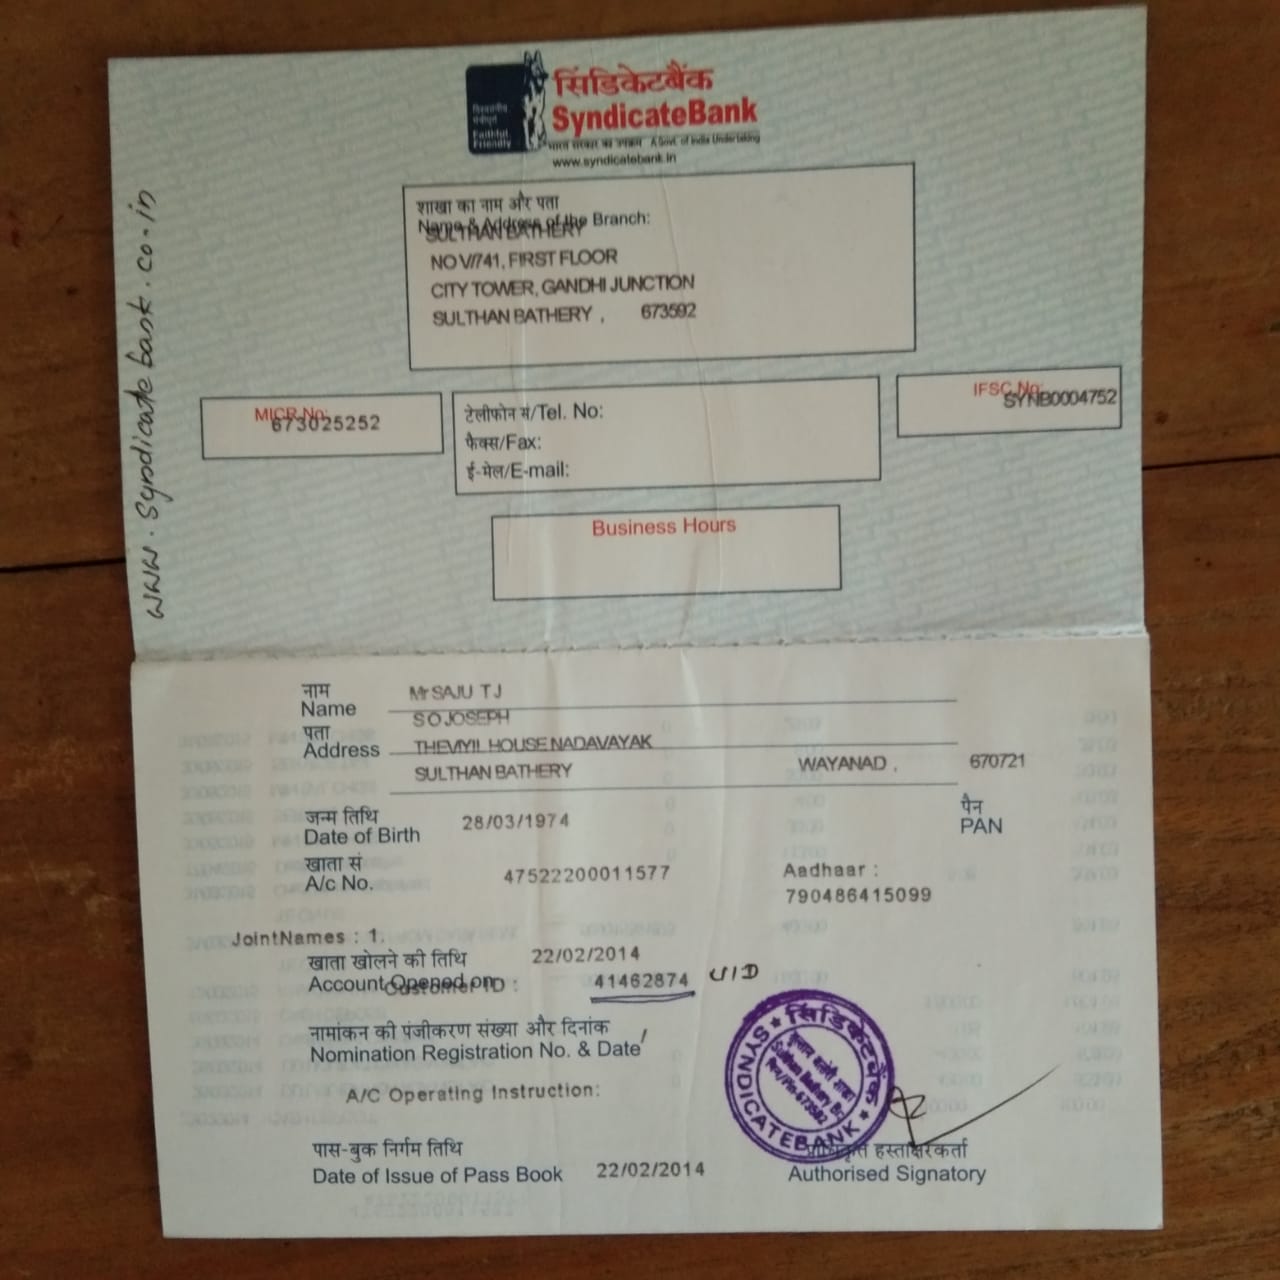 विश्वसनीय
मैत्रीपूर्ण
Faithful
Friendly
सिंडिकेटबैंक
SyndicateBank
भारत सरकार का उपक्रम A Govt. of India Undertaking
www.syndicatebank.in
www.Syndicatebank.co.in
शाखा का नाम और पता
Name & Address of the Branch:
SULTHAN BATHERY
NO V/741, FIRST FLOOR
CITY TOWER, GANDHI JUNCTION
SULTHAN BATHERY , 673592
MICR No:
673025252
टेलीफोन सं/Tel. No:
फैक्स/Fax:
ई-मेल/E-mail:
IFSC No:
SYNB0004752
Business Hours
नाम
Name
Mr SAJU T J
S O JOSEPH
पता
Address
THEVIYIL HOUSE NADAVAYAK
SULTHAN BATHERY WAYANAD , 670721
जन्म तिथि
Date of Birth
28/03/1974
पैन
PAN
खाता सं
A/c No.
47522200011577
Aadhaar :
790486415099
JointNames : 1.
खाता खोलने की तिथि
22/02/2014
Account Opened on
Customer ID : 41462874 UID
नामांकन की पंजीकरण संख्या और दिनांक
Nomination Registration No. & Date
A/C Operating Instruction:
सिंडिकेटबैंक
SYNDICATEBANK
Sulthan Bathery Br.
पिन/Pin-673592
पास-बुक निर्गम तिथि
Date of Issue of Pass Book 22/02/2014
प्राधिकृत हस्ताक्षरकर्ता
Authorised Signatory